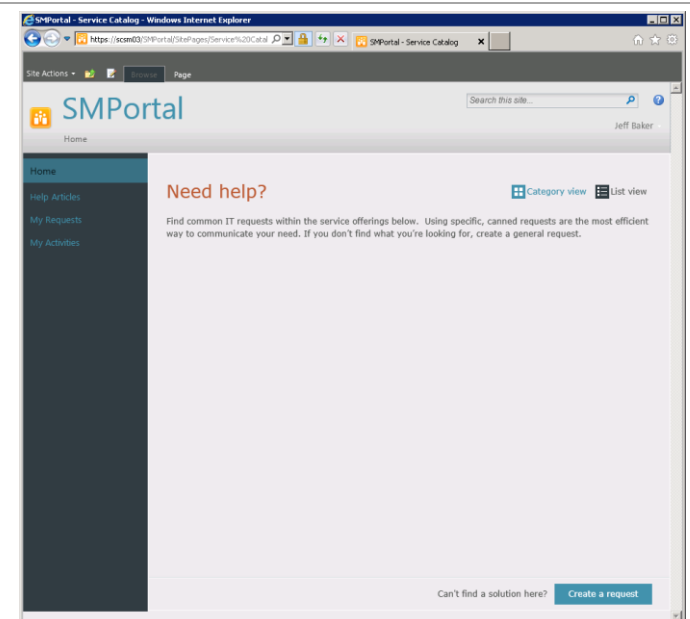 SMPortal - Service Catalog - Windows Internet Explorer
https://scsm03/SMPortal/SitePages/Service%20Catal
SMPortal - Service Catalog
Site Actions
Browse
Page
SMPortal
Search this site...
Jeff Baker
Home
Home
Help Articles
My Requests
My Activities
Need help?
Category view
List view
Find common IT requests within the service offerings below. Using specific, canned requests are the most efficient
way to communicate your need. If you don't find what you're looking for, create a general request.
Can't find a solution here?
Create a request